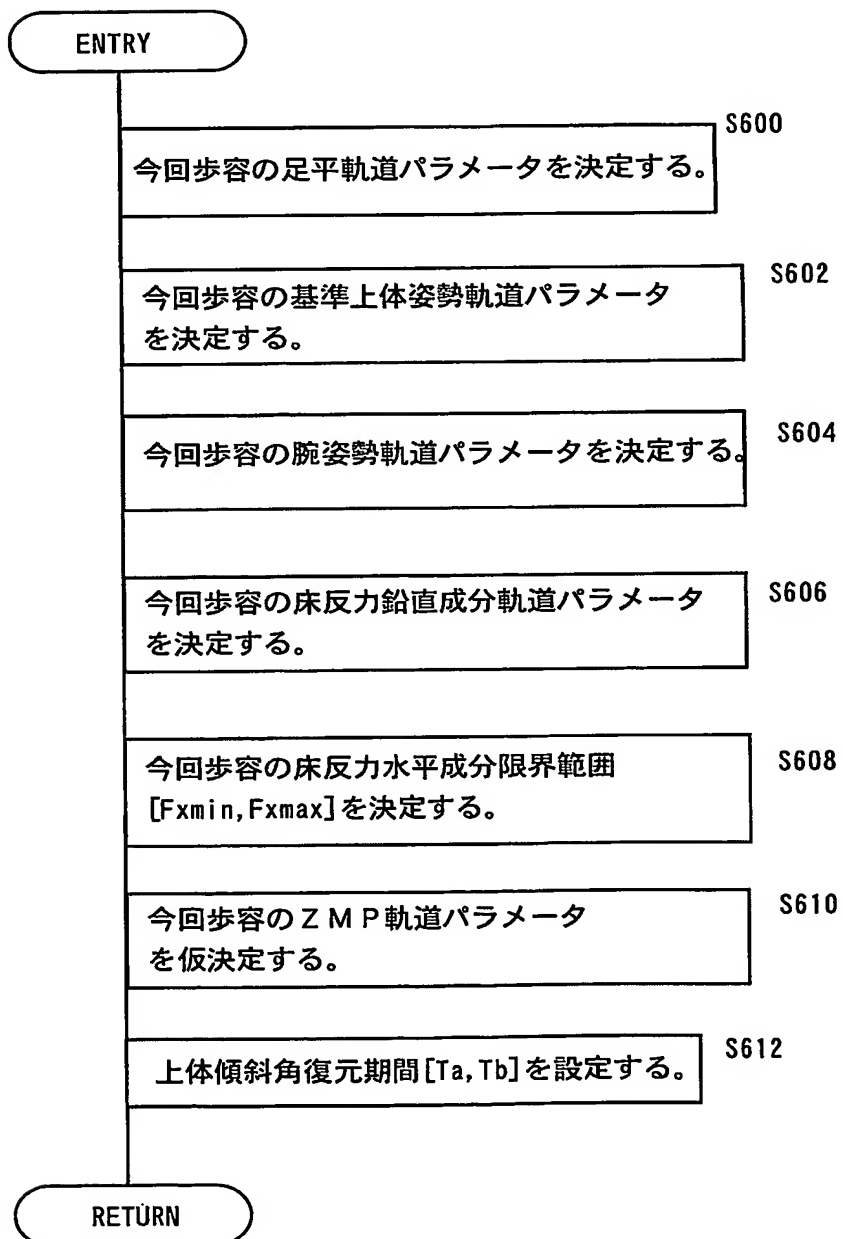 ENTRY
S600
今回歩容の足平軌道パラメータを決定する。
S602
今回歩容の基準上体姿勢軌道パラメータ
を決定する。
S604
今回歩容の腕姿勢軌道パラメータを決定する。
S606
今回歩容の床反力鉛直成分軌道パラメータ
を決定する。
S608
今回歩容の床反力水平成分限界範囲
[Fxmin,Fxmax]を決定する。
S610
今回歩容のZMP軌道パラメータ
を仮決定する。
S612
上体傾斜角復元期間[Ta,Tb]を設定する。
RETURN